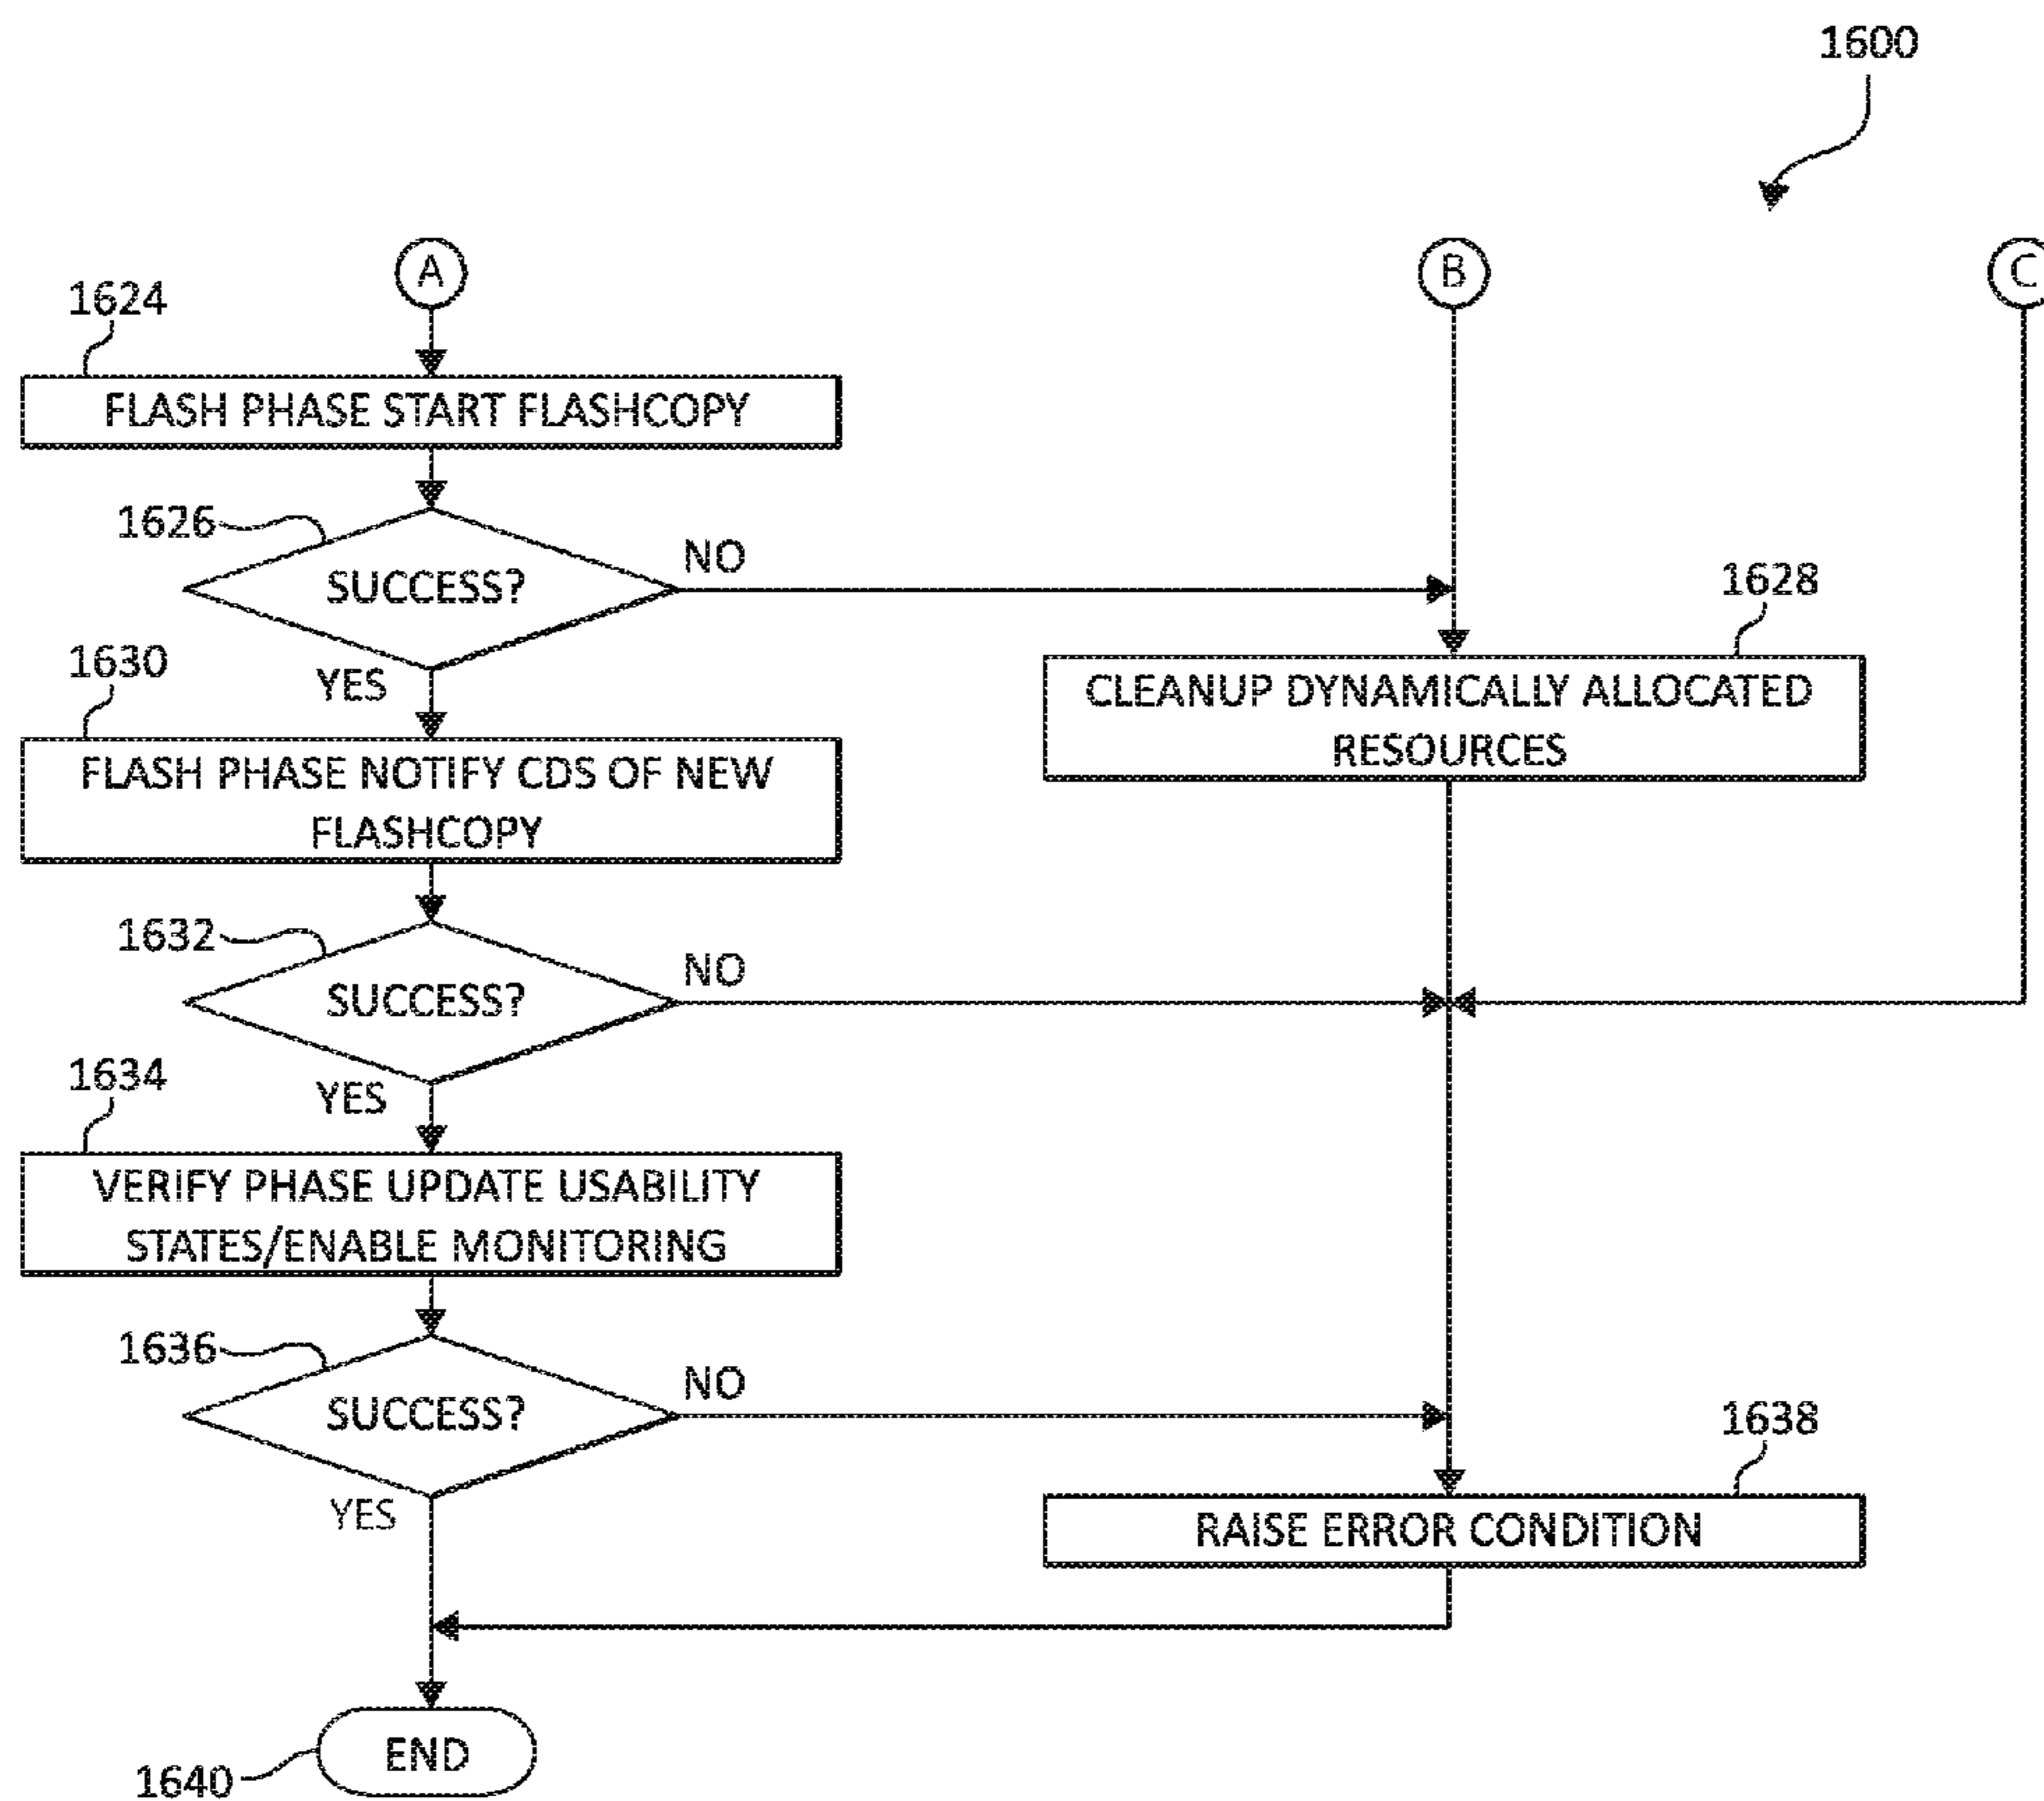 1600
A
B
C
1624
FLASH PHASE START FLASHCOPY
1626
SUCCESS?
NO
YES
1628
CLEANUP DYNAMICALLY ALLOCATED
RESOURCES
1630
FLASH PHASE NOTIFY CDS OF NEW
FLASHCOPY
1632
SUCCESS?
NO
YES
1634
VERIFY PHASE UPDATE USABILITY
STATES/ENABLE MONITORING
1636
SUCCESS?
NO
YES
1638
RAISE ERROR CONDITION
END
1640